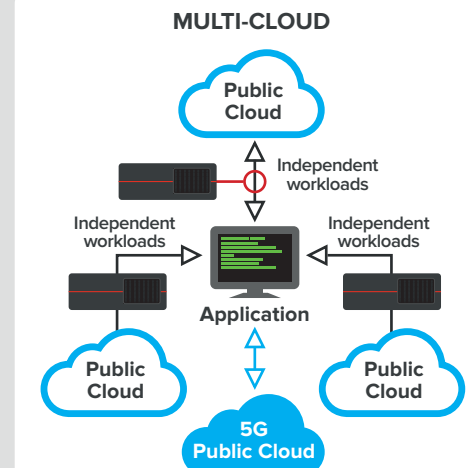 MULTI-CLOUD
Public
Cloud
Independent
workloads
Independent
workloads
Independent
workloads
Application
Public
Cloud
Public
Cloud
5G
Public Cloud